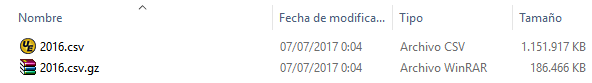 Nombre Fecha de modifica... Tipo Tamaño
2016.csv 07/07/2017 0:04 Archivo CSV 1.151.917 KB
2016.csv.gz 07/07/2017 0:04 Archivo WinRAR 186.466 KB